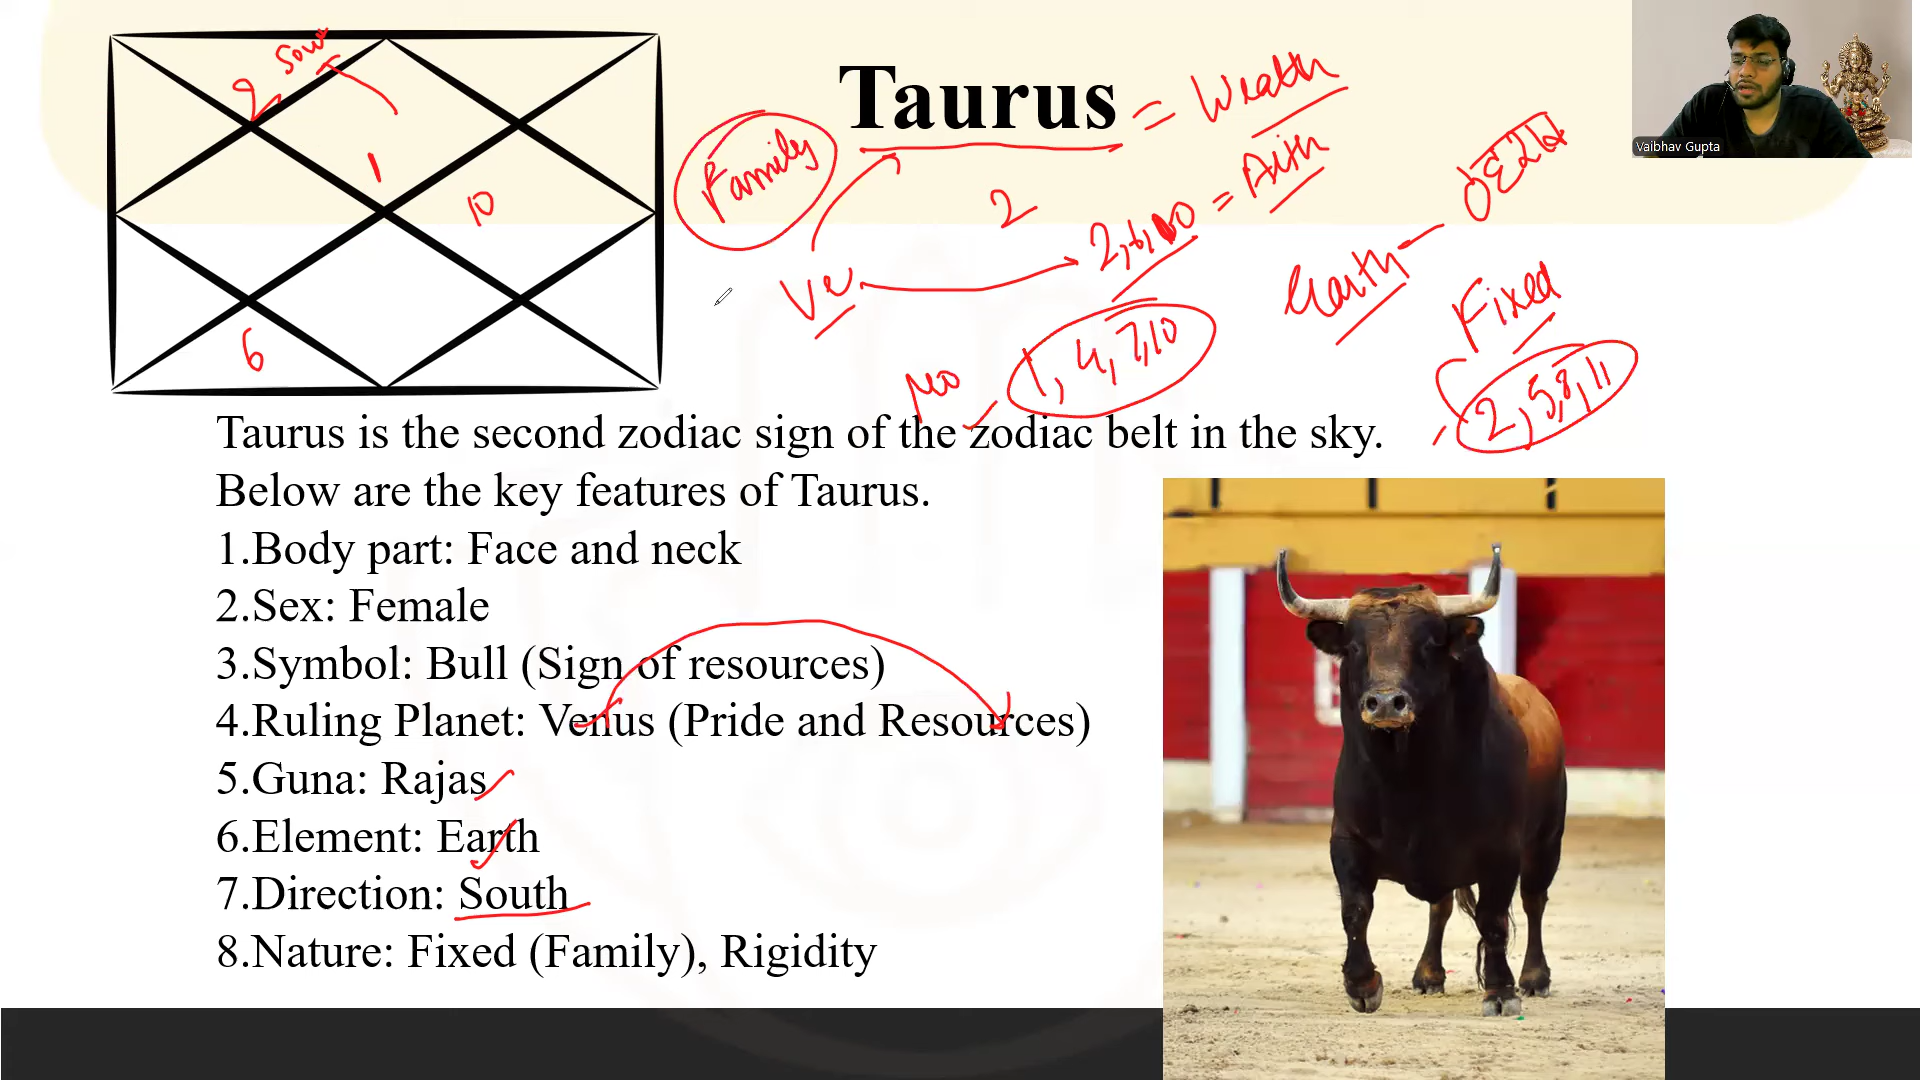 Taurus = Wealth
Vaibhav Gupta
2 Sou
1
10
6
Family
2
Ve 2, 6, 10 = Arth
Earth -
Fixed
Mo - 1, 4, 7, 10
- 2, 5, 8, 11
Taurus is the second zodiac sign of the zodiac belt in the sky.
Below are the key features of Taurus.
1.Body part: Face and neck
2.Sex: Female
3.Symbol: Bull (Sign of resources)
4.Ruling Planet: Venus (Pride and Resources)
5.Guna: Rajas
6.Element: Earth
7.Direction: South
8.Nature: Fixed (Family), Rigidity